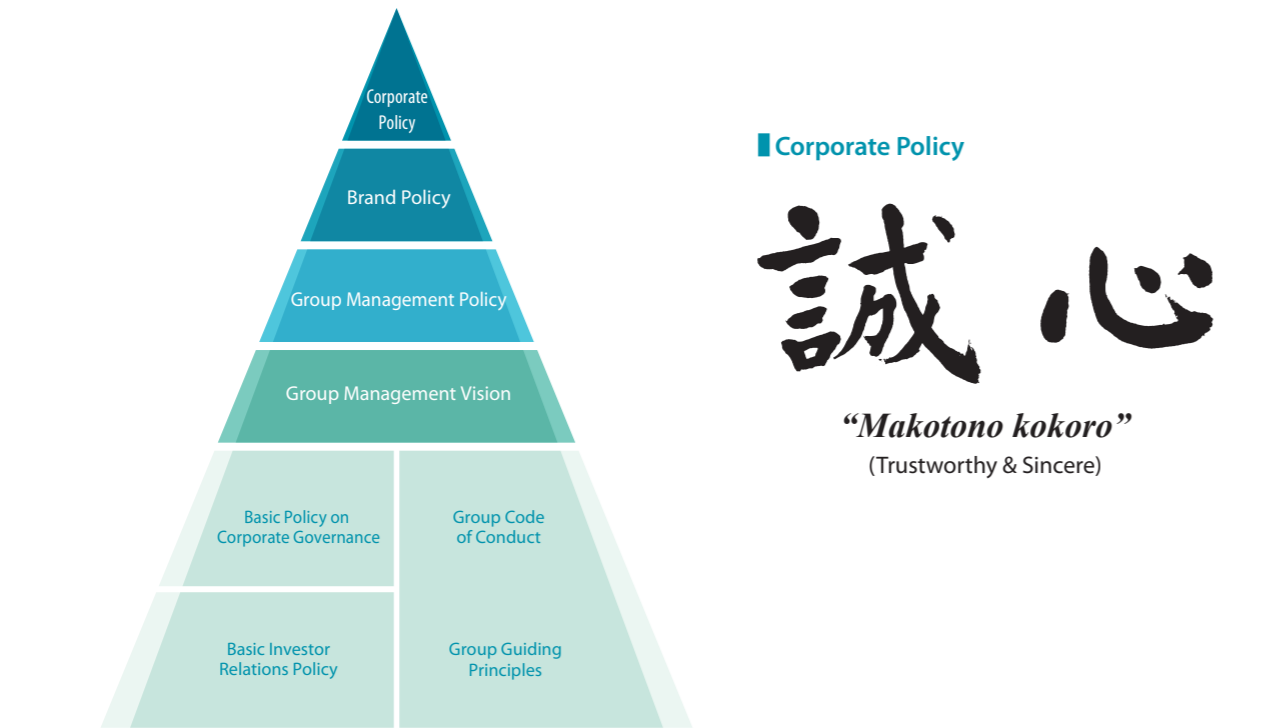 Corporate
Policy
Brand Policy
Group Management Policy
Group Management Vision
Basic Policy on
Corporate Governance
Group Code
of Conduct
Basic Investor
Relations Policy
Group Guiding
Principles
Corporate Policy
誠心
“Makotono kokoro”
(Trustworthy & Sincere)